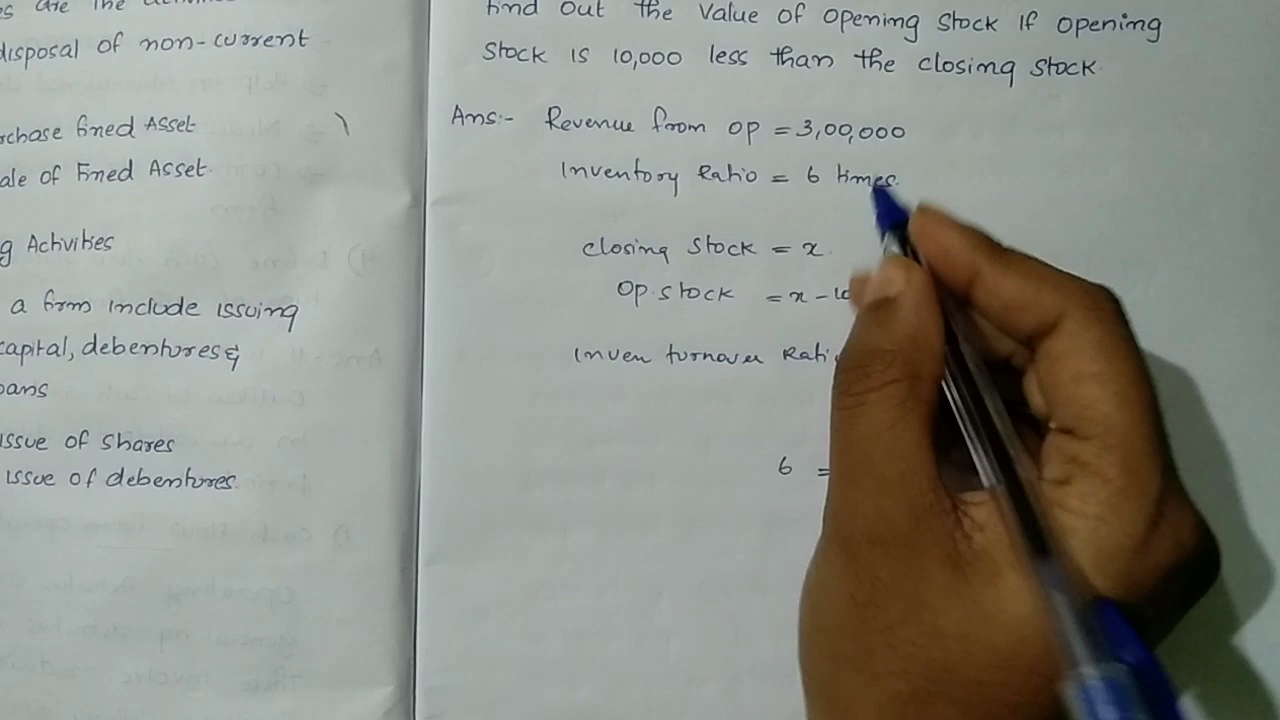 disposal of non-current
rchase fined Asset
ale of Fined Asset.
g Activities
a firm include issuing
capital, debentures &
oans
issue of shares
issue of debentures.
find out the value of opening stock if opening
stock is 10,000 less than the closing stock.
Ans:- Revenue from op = 3,00,000
Inventory Ratio = 6 times.
closing stock = x.
Op. stock = x - 10
Inven turnover Rati
6 =